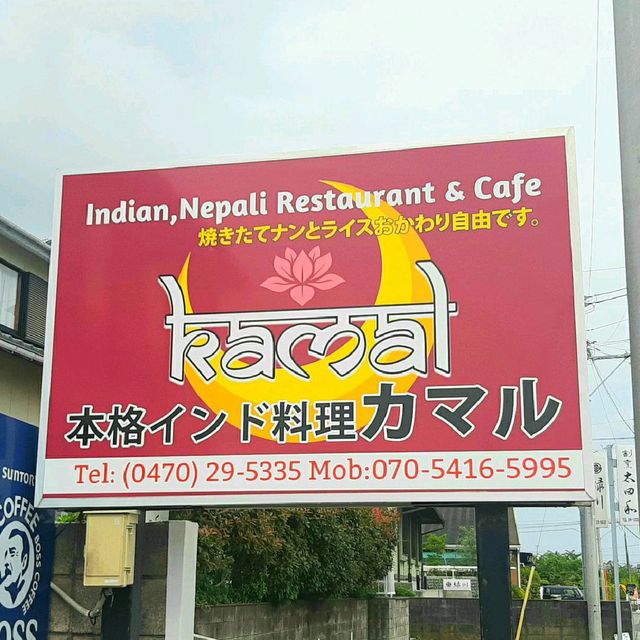 Indian,Nepali Restaurant & Cafe
焼きたてナンとライスおかわり自由です。
kamal
本格インド料理カマル
Tel: (0470) 29-5335 Mob:070-5416-5995
SUNTORY
COFFEE
BOSS COFFEE
BOSS